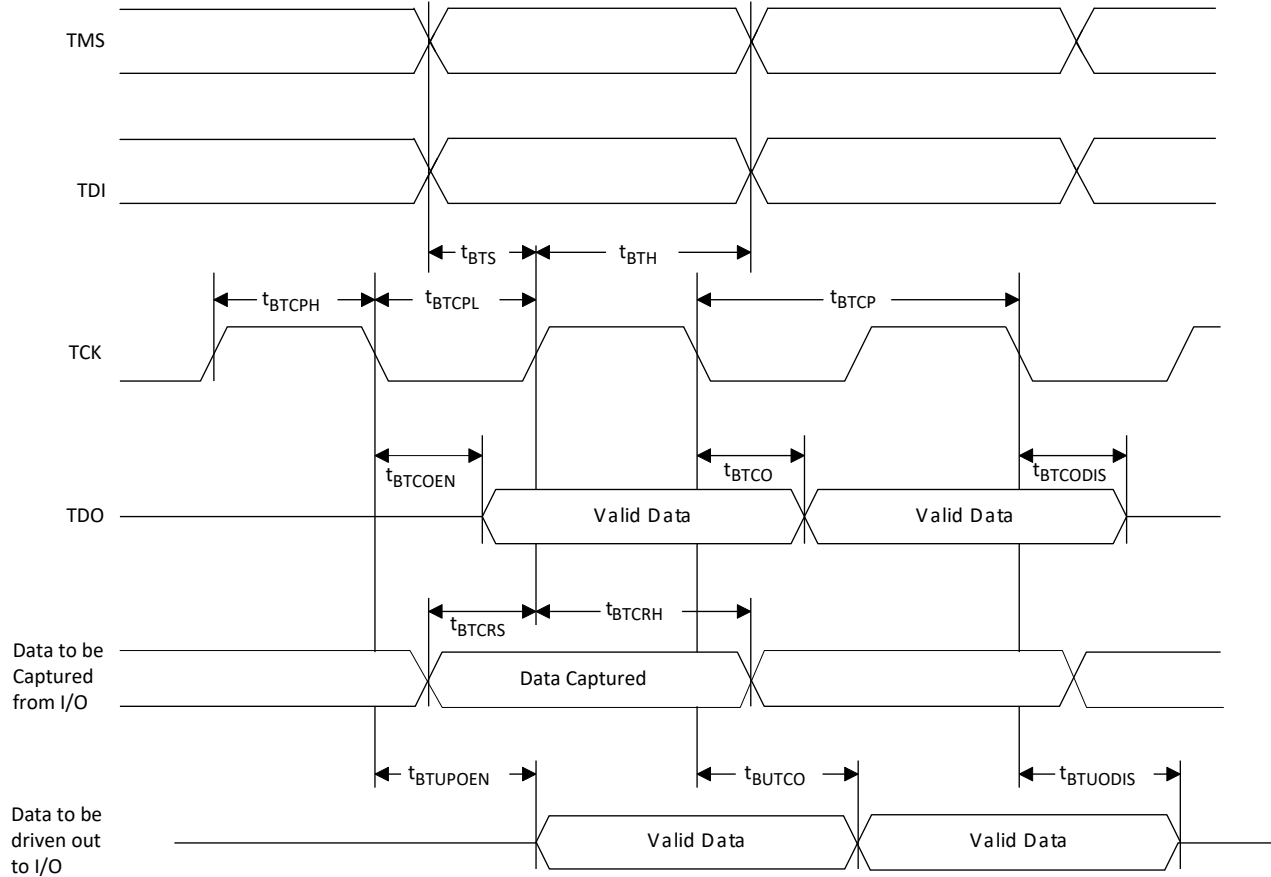 TMS
TDI
tBTS
tBTH
tBTCPH
tBTCPL
tBTCP
TCK
tBTCOEN
tBTCO
tBTCODIS
TDO
Valid Data
Valid Data
tBTCRS
tBTCRH
Data to be
Captured
from I/O
Data Captured
tBTUPOEN
tBUTCO
tBTUODIS
Data to be
driven out
to I/O
Valid Data
Valid Data